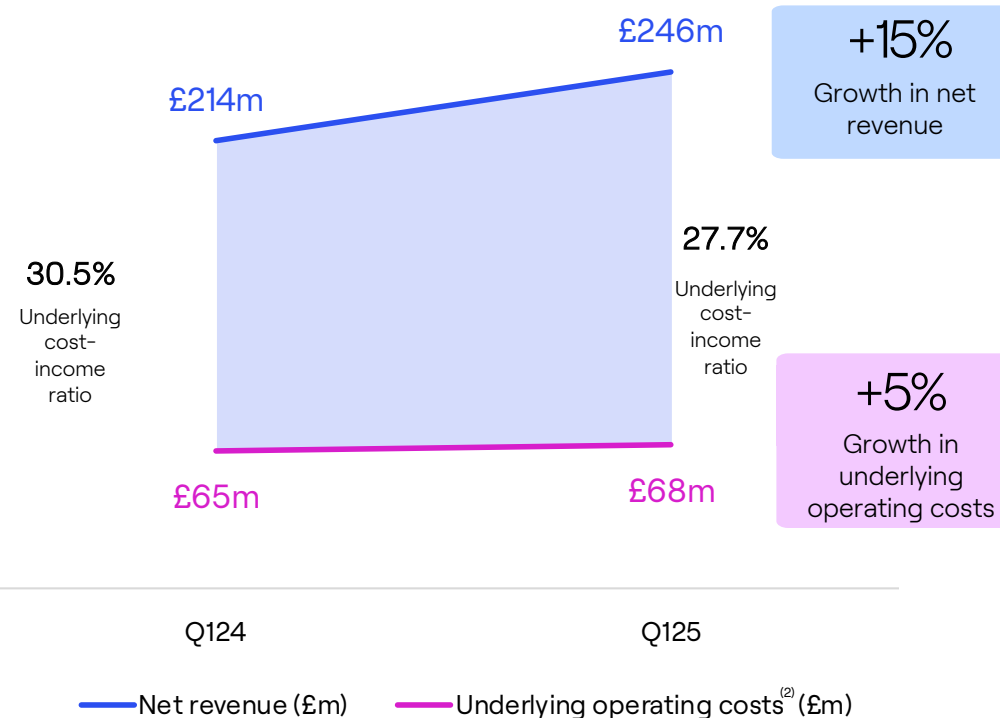 £246m
£214m
+15%
Growth in net
revenue
30.5%
Underlying
cost-
income
ratio
27.7%
Underlying
cost-
income
ratio
+5%
Growth in
underlying
operating costs
£65m
£68m
Q124
Q125
Net revenue (£m)
Underlying operating costs(2) (£m)